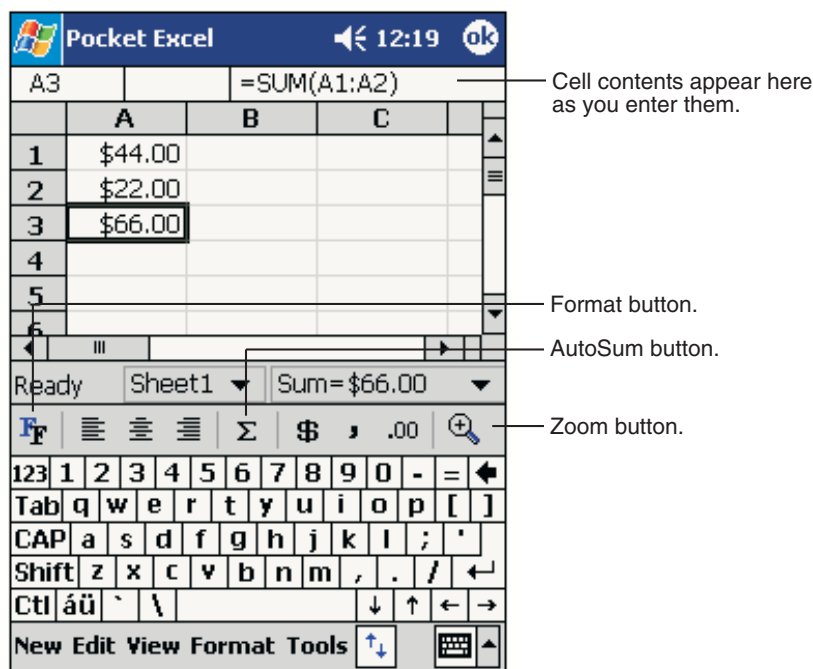 Pocket Excel 12:19 ok
A3 =SUM(A1:A2)
Cell contents appear here
as you enter them.
A B C
1 $44.00
2 $22.00
3 $66.00
4
5
6
Format button.
AutoSum button.
Ready Sheet1 Sum=$66.00
FF Σ $ , .00
Zoom button.
123 1 2 3 4 5 6 7 8 9 0 - =
Tab q w e r t y u i o p [ ]
CAP a s d f g h j k l ; '
Shift z x c v b n m , . /
Ctl áü ` \ ↓ ↑ ← →
New Edit View Format Tools